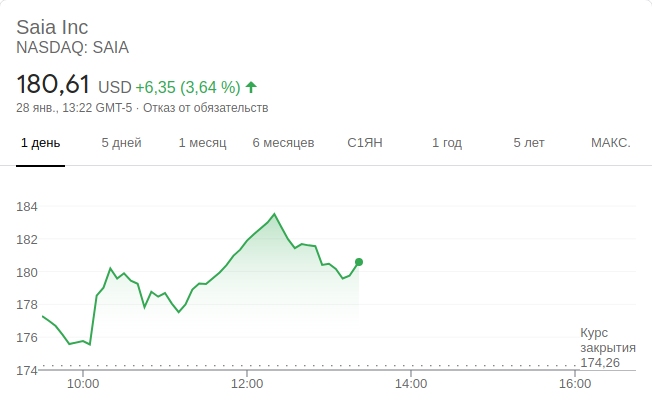 Saia Inc
NASDAQ: SAIA
180,61 USD +6,35 (3,64 %)
28 янв., 13:22 GMT-5 · Отказ от обязательств
1 день 5 дней 1 месяц 6 месяцев С1ЯН 1 год 5 лет МАКС.
184
182
180
178
176
174
Курс
закрытия
174,26
10:00 12:00 14:00 16:00